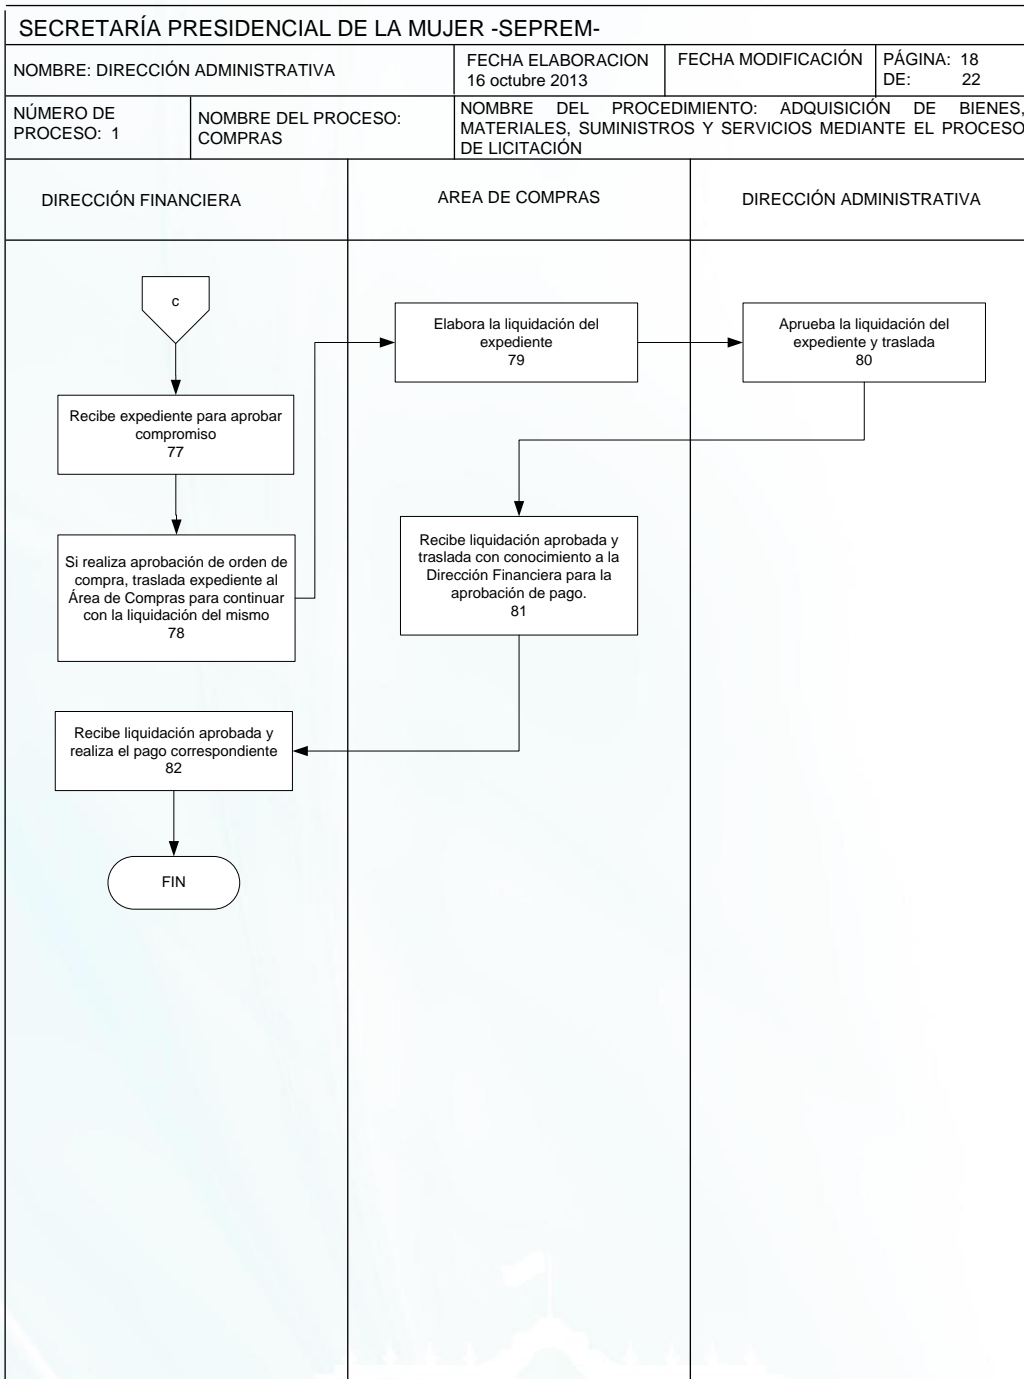 SECRETARÍA PRESIDENCIAL DE LA MUJER -SEPREM-
NOMBRE: DIRECCIÓN ADMINISTRATIVA
FECHA ELABORACION
16 octubre 2013
FECHA MODIFICACIÓN
PÁGINA: 18
DE: 22
NÚMERO DE
PROCESO: 1
NOMBRE DEL PROCESO:
COMPRAS
NOMBRE DEL PROCEDIMIENTO: ADQUISICIÓN DE BIENES,
MATERIALES, SUMINISTROS Y SERVICIOS MEDIANTE EL PROCESO
DE LICITACIÓN
DIRECCIÓN FINANCIERA
AREA DE COMPRAS
DIRECCIÓN ADMINISTRATIVA
c
Recibe expediente para aprobar
compromiso
77
Si realiza aprobación de orden de
compra, traslada expediente al
Área de Compras para continuar
con la liquidación del mismo
78
Elabora la liquidación del
expediente
79
Aprueba la liquidación del
expediente y traslada
80
Recibe liquidación aprobada y
traslada con conocimiento a la
Dirección Financiera para la
aprobación de pago.
81
Recibe liquidación aprobada y
realiza el pago correspondiente
82
FIN